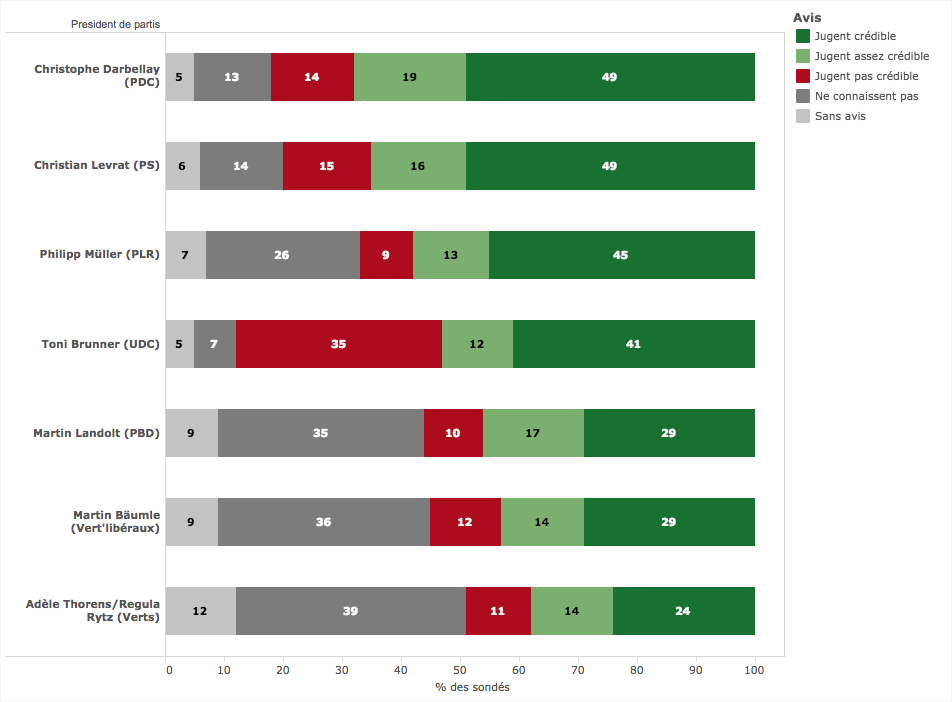 President de partis
Avis
Jugent crédible
Jugent assez crédible
Jugent pas crédible
Ne connaissent pas
Sans avis
Christophe Darbellay
(PDC)
5 13 14 19 49
Christian Levrat (PS)
6 14 15 16 49
Philipp Müller (PLR)
7 26 9 13 45
Toni Brunner (UDC)
5 7 35 12 41
Martin Landolt (PBD)
9 35 10 17 29
Martin Bäumle
(Vert'libéraux)
9 36 12 14 29
Adèle Thorens/Regula
Rytz (Verts)
12 39 11 14 24
0 10 20 30 40 50 60 70 80 90 100
% des sondés